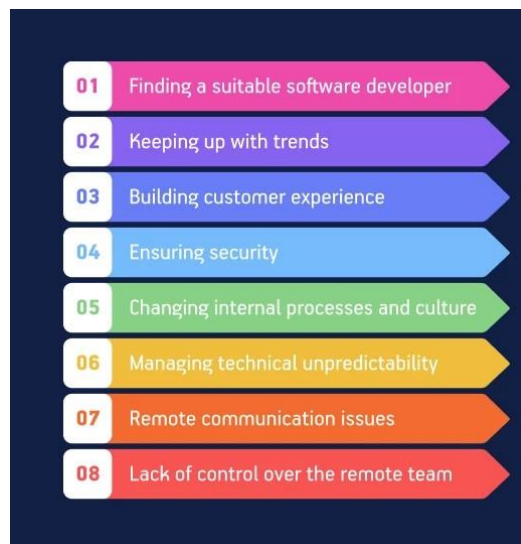 01 Finding a suitable software developer
02 Keeping up with trends
03 Building customer experience
04 Ensuring security
05 Changing internal processes and culture
06 Managing technical unpredictability
07 Remote communication issues
08 Lack of control over the remote team